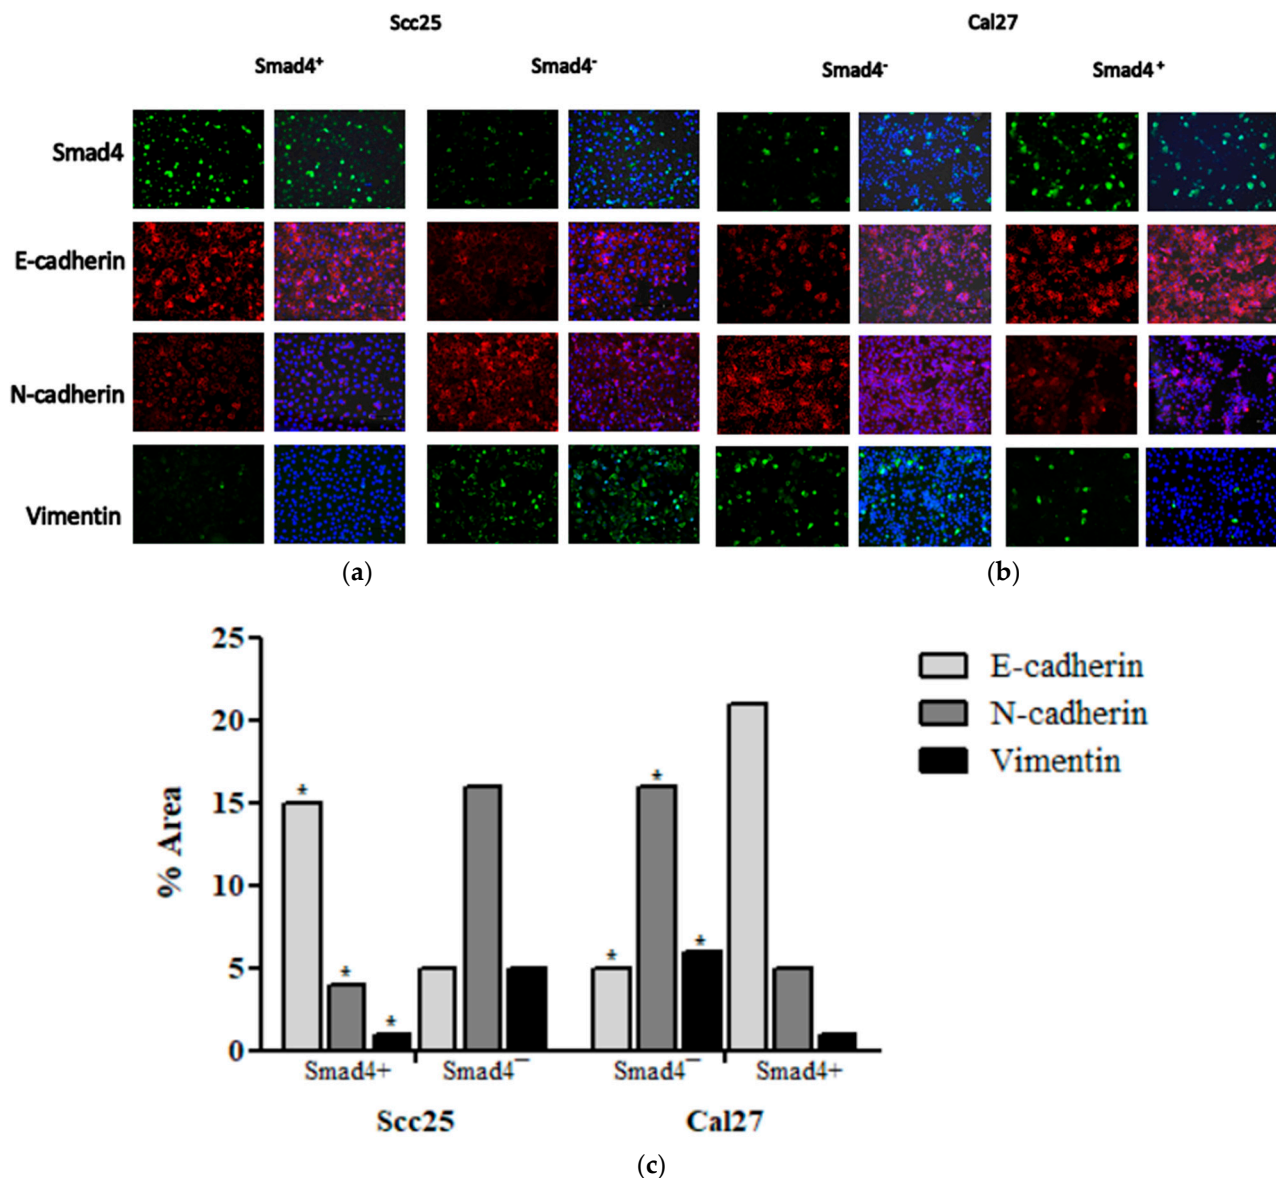 Scc25 Cal27
Smad4⁺ Smad4⁻ Smad4⁻ Smad4⁺
Smad4
E-cadherin
N-cadherin
Vimentin
(a) (b)
25
20
15
10
5
0
% Area
* * * * * *
E-cadherin
N-cadherin
Vimentin
Smad4+ Smad4⁻ Smad4⁻ Smad4+
Scc25 Cal27
(c)